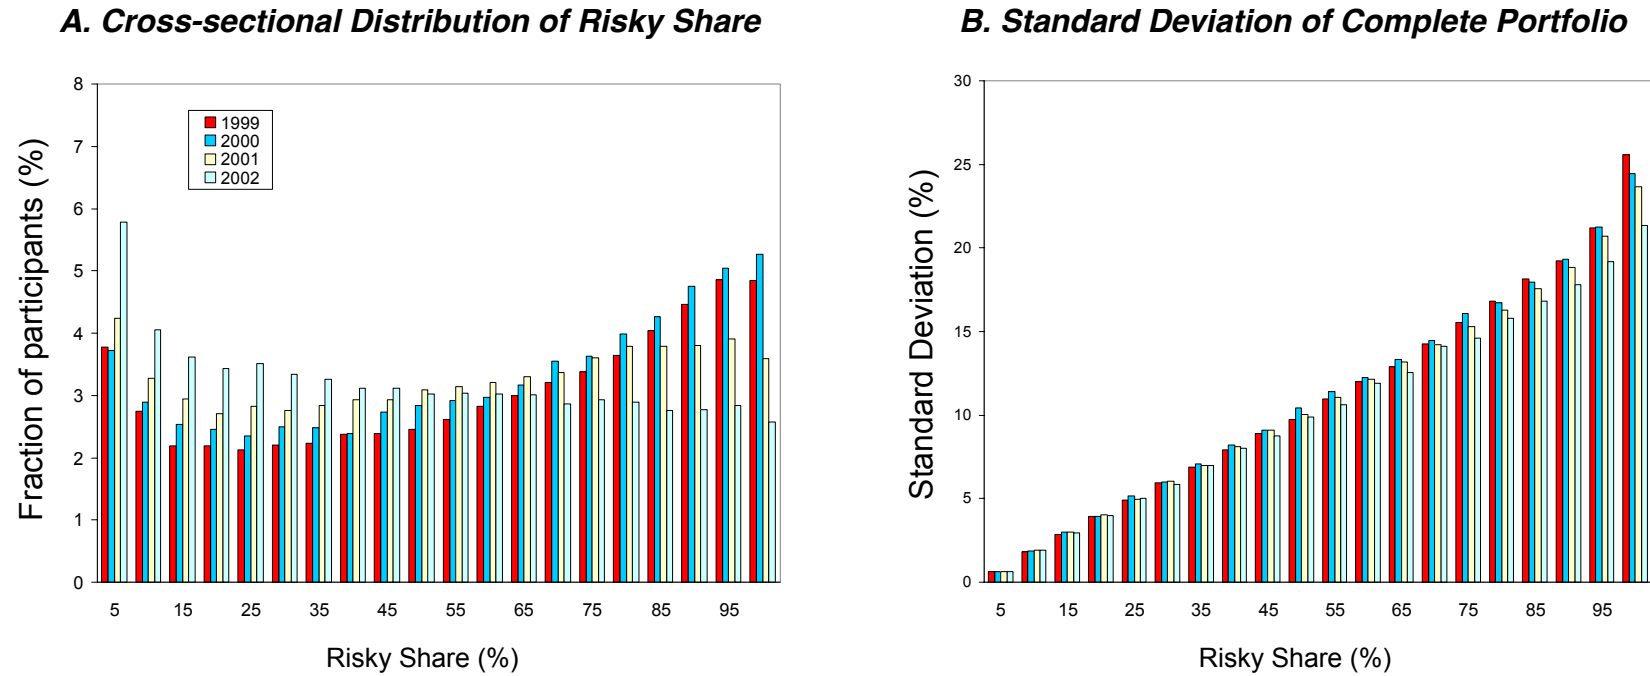 A. Cross-sectional Distribution of Risky Share
8
7
6
5
4
3
2
1
0
Fraction of participants (%)
1999
2000
2001
2002
5 15 25 35 45 55 65 75 85 95
Risky Share (%)
B. Standard Deviation of Complete Portfolio
30
25
20
15
10
5
0
Standard Deviation (%)
5 15 25 35 45 55 65 75 85 95
Risky Share (%)